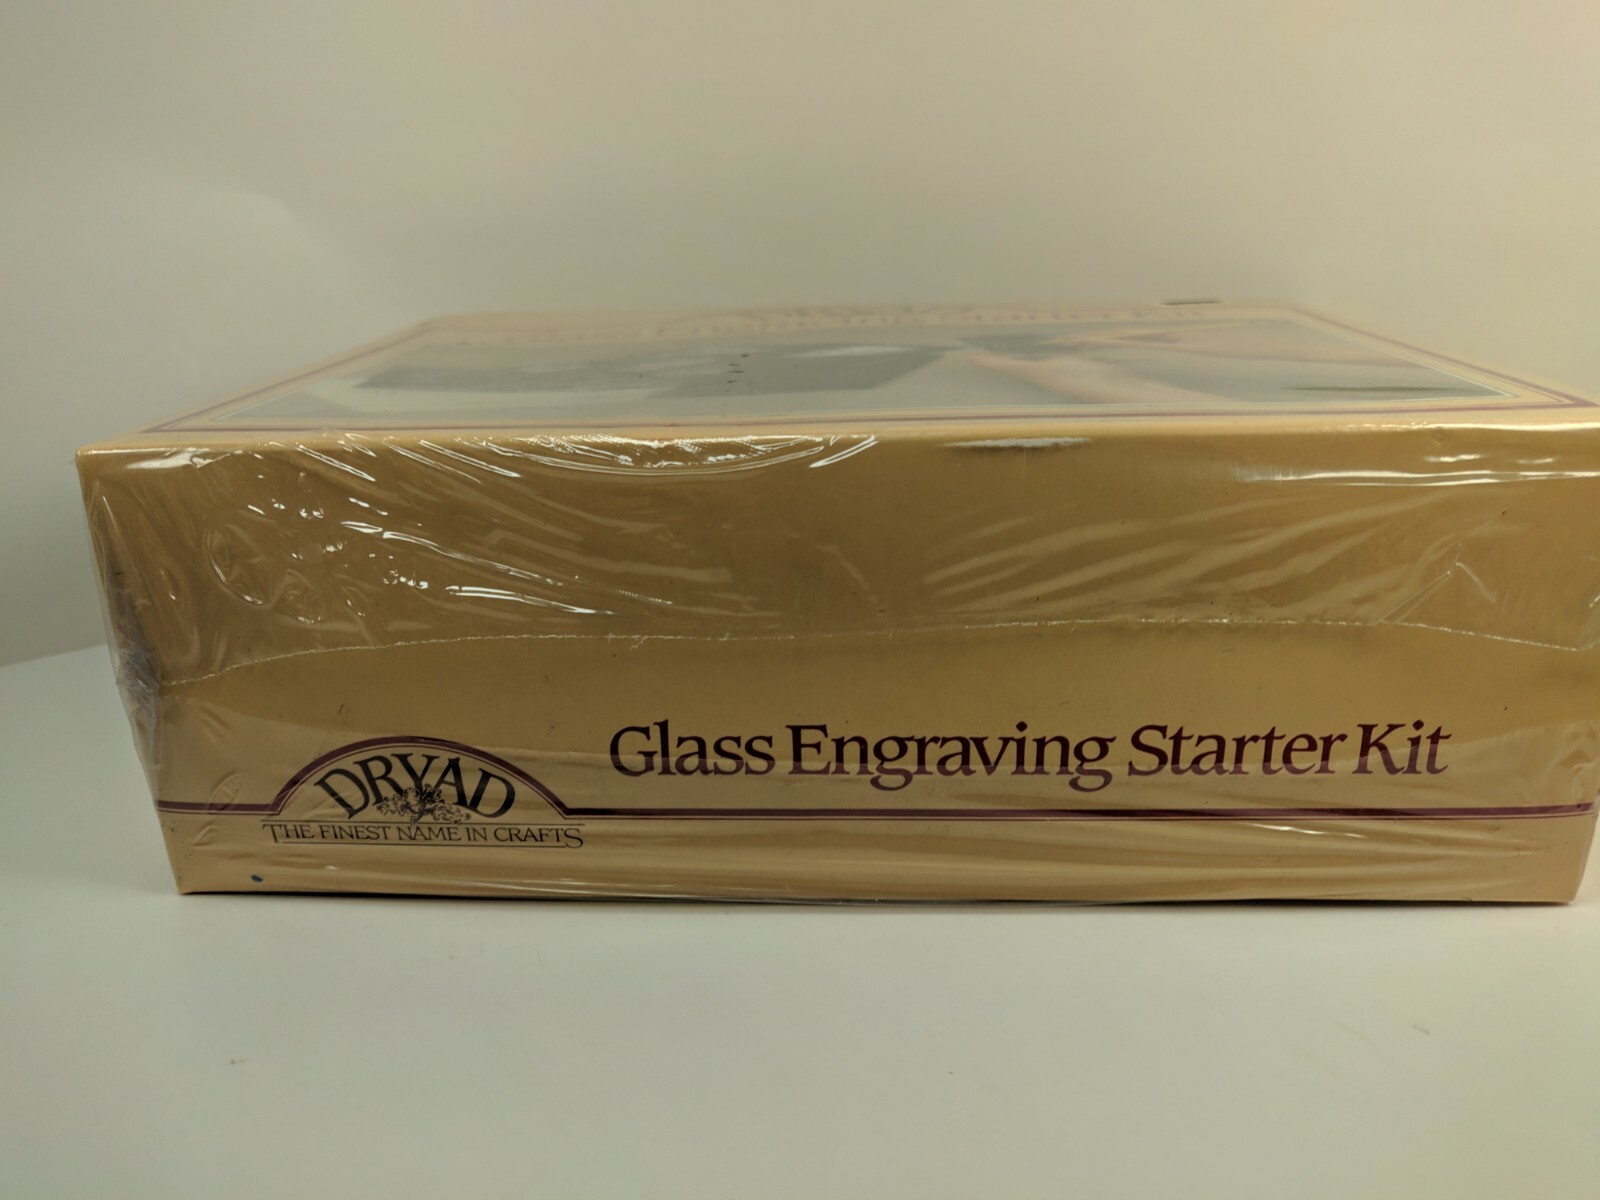 Glass Engraving Starter Kit
DRYAD
THE FINEST NAME IN CRAFTS